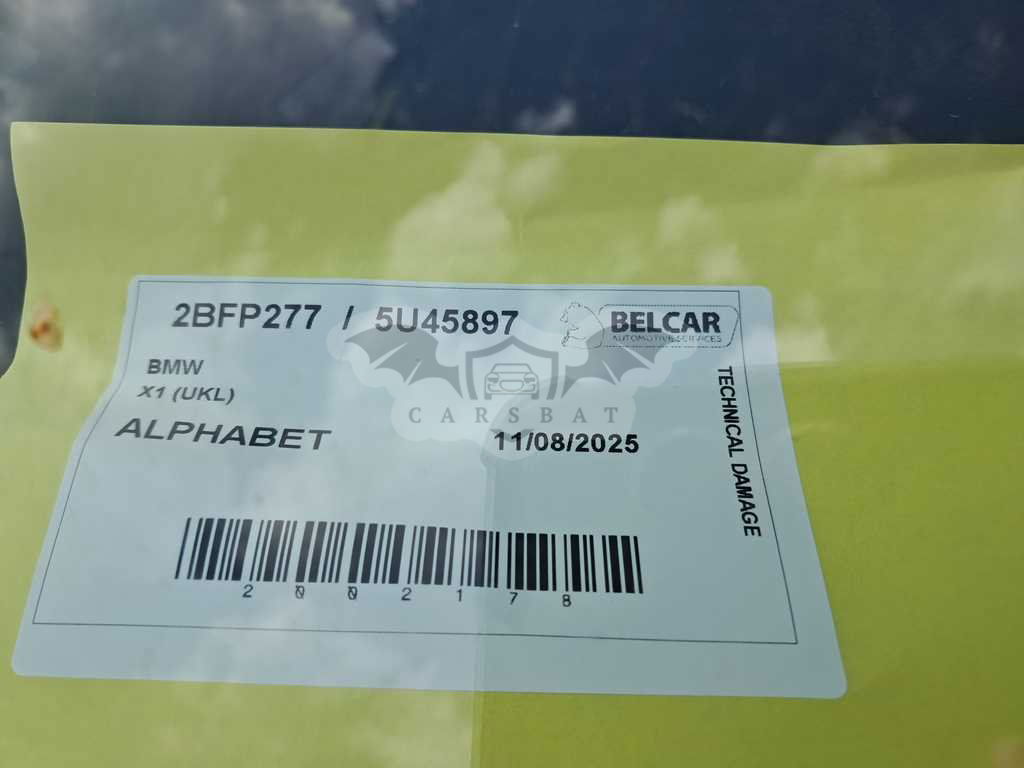 2BFP277 / 5U45897
BELCAR
AUTOMOTIVE SERVICES
BMW
X1 (UKL)
CARSBAT
ALPHABET
11/08/2025
TECHNICAL DAMAGE
2002178